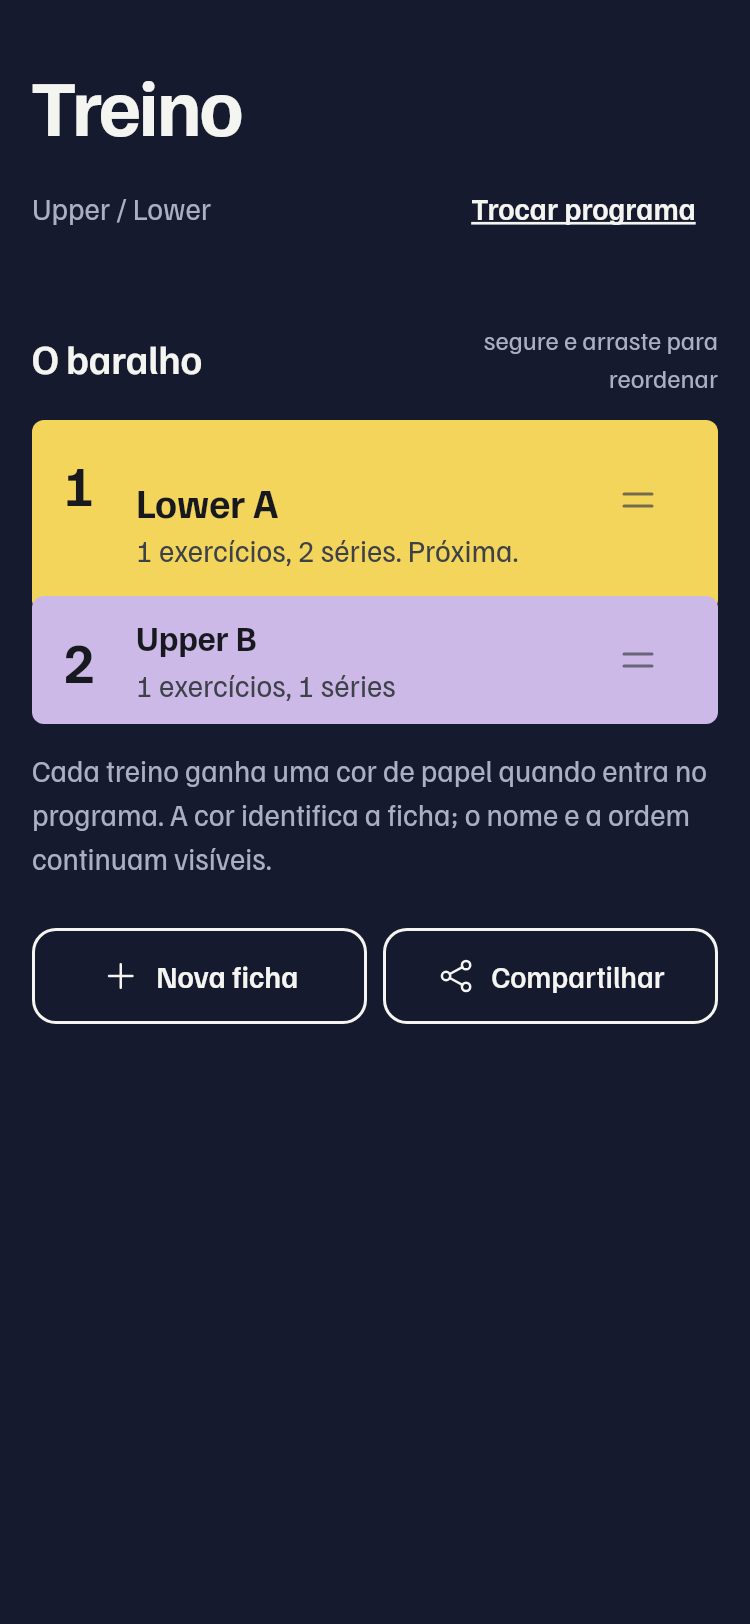 Treino
Upper / Lower
Trocar programa
O baralho
segure e arraste para
reordenar
1
Lower A
1 exercícios, 2 séries. Próxima.
2
Upper B
1 exercícios, 1 séries
Cada treino ganha uma cor de papel quando entra no
programa. A cor identifica a ficha; o nome e a ordem
continuam visíveis.
Nova ficha
Compartilhar